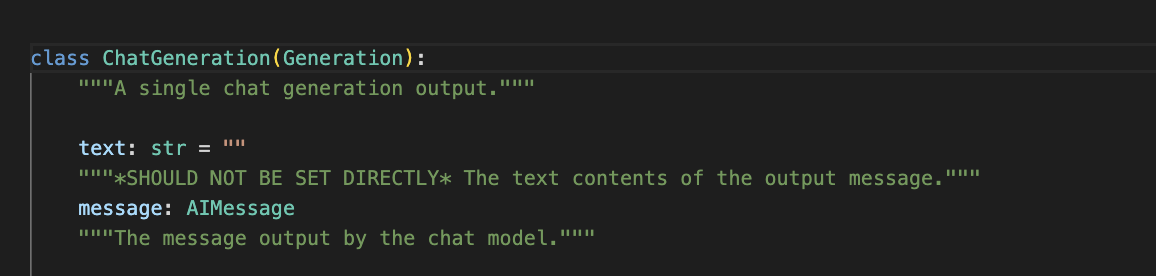 class ChatGeneration(Generation):
"""A single chat generation output."""
text: str = ""
"""*SHOULD NOT BE SET DIRECTLY* The text contents of the output message."""
message: AIMessage
"""The message output by the chat model."""